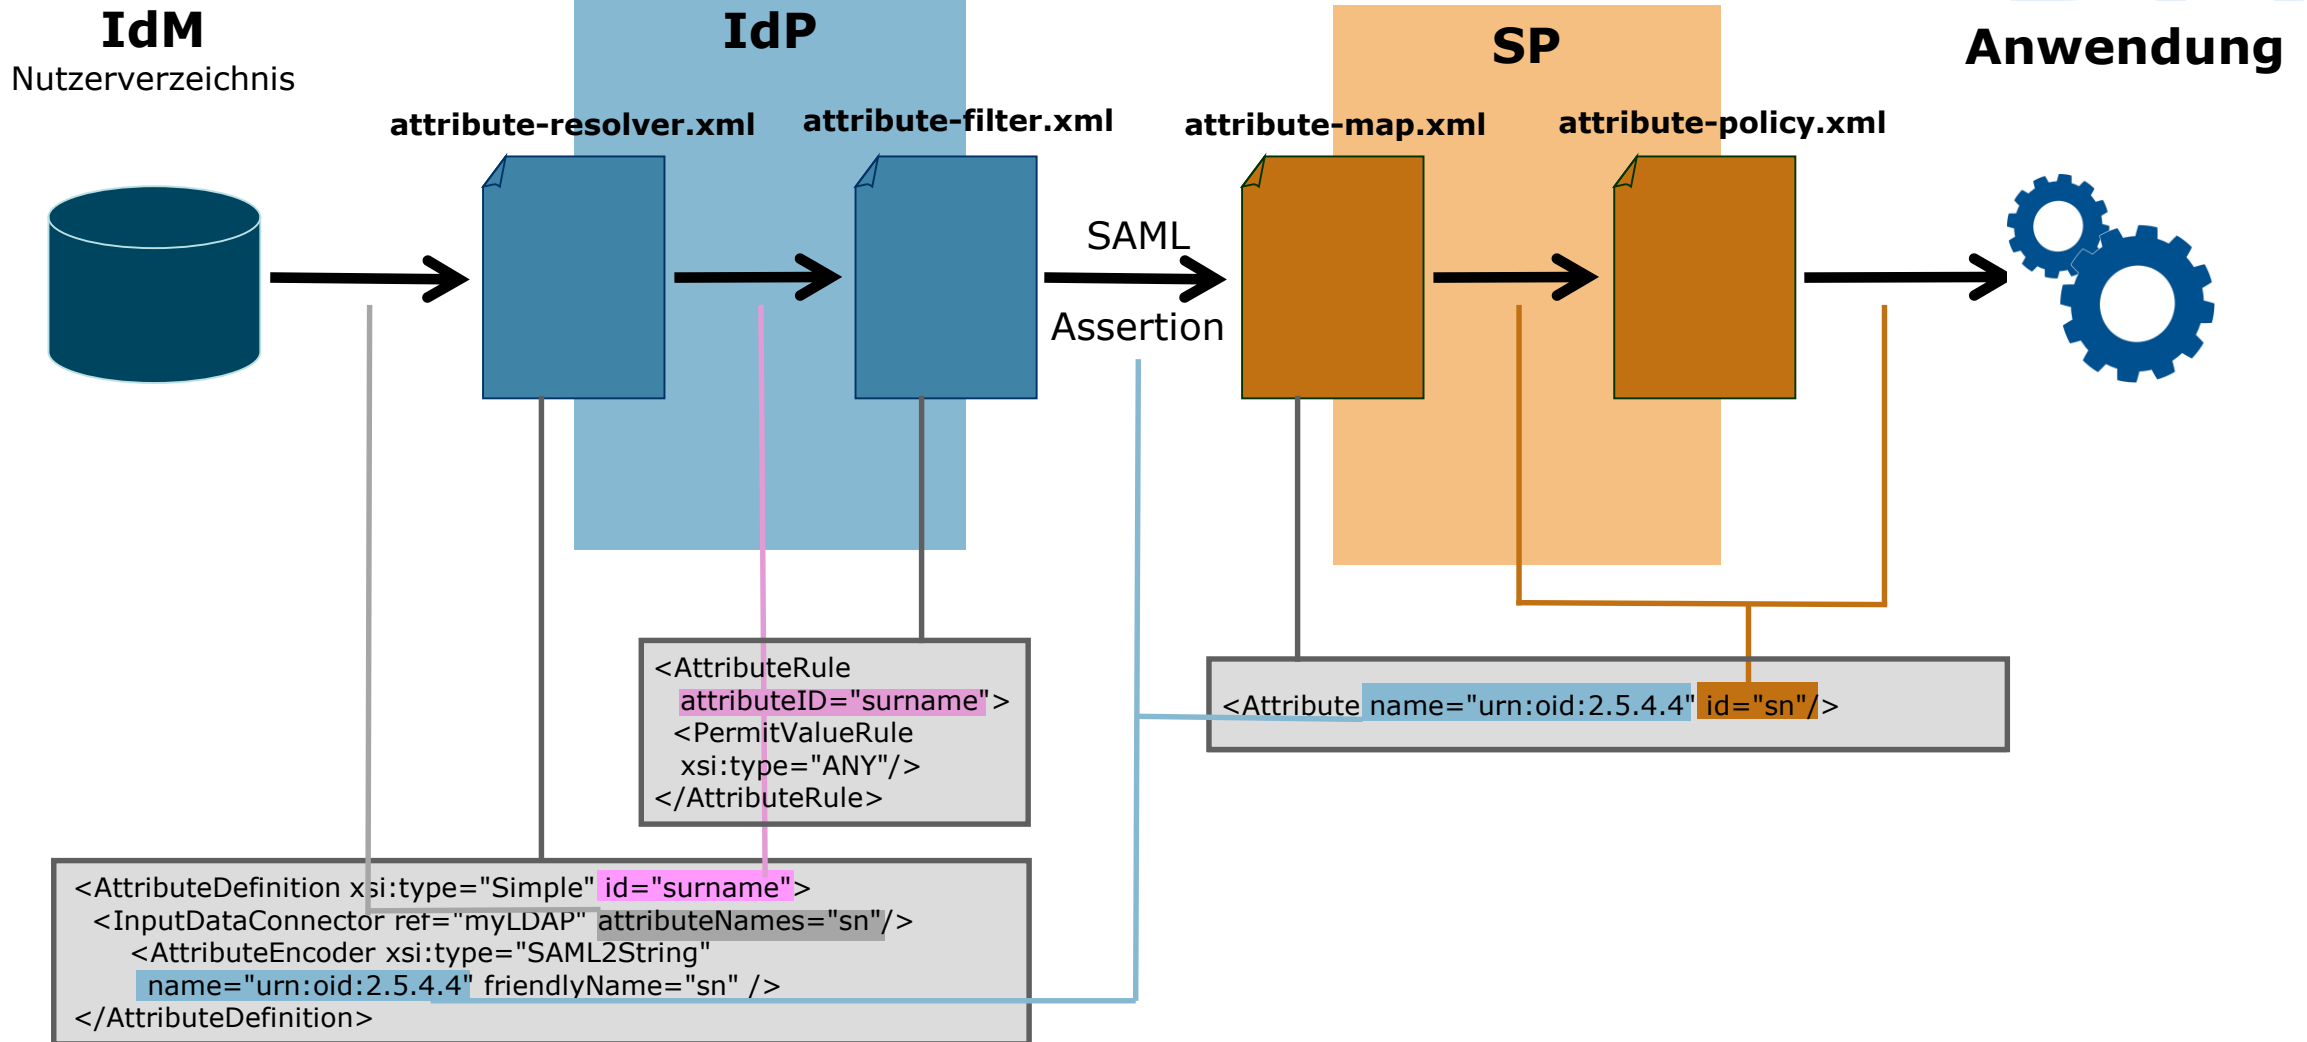 IdM
Nutzerverzeichnis
IdP
SP
Anwendung
attribute-resolver.xml
attribute-filter.xml
attribute-map.xml
attribute-policy.xml
SAML
Assertion
<AttributeRule
attributeID="surname">
<PermitValueRule
xsi:type="ANY"/>
</AttributeRule>
<Attribute name="urn:oid:2.5.4.4" id="sn"/>
<AttributeDefinition xsi:type="Simple" id="surname">
<InputDataConnector ref="myLDAP" attributeNames="sn"/>
<AttributeEncoder xsi:type="SAML2String"
name="urn:oid:2.5.4.4" friendlyName="sn" />
</AttributeDefinition>